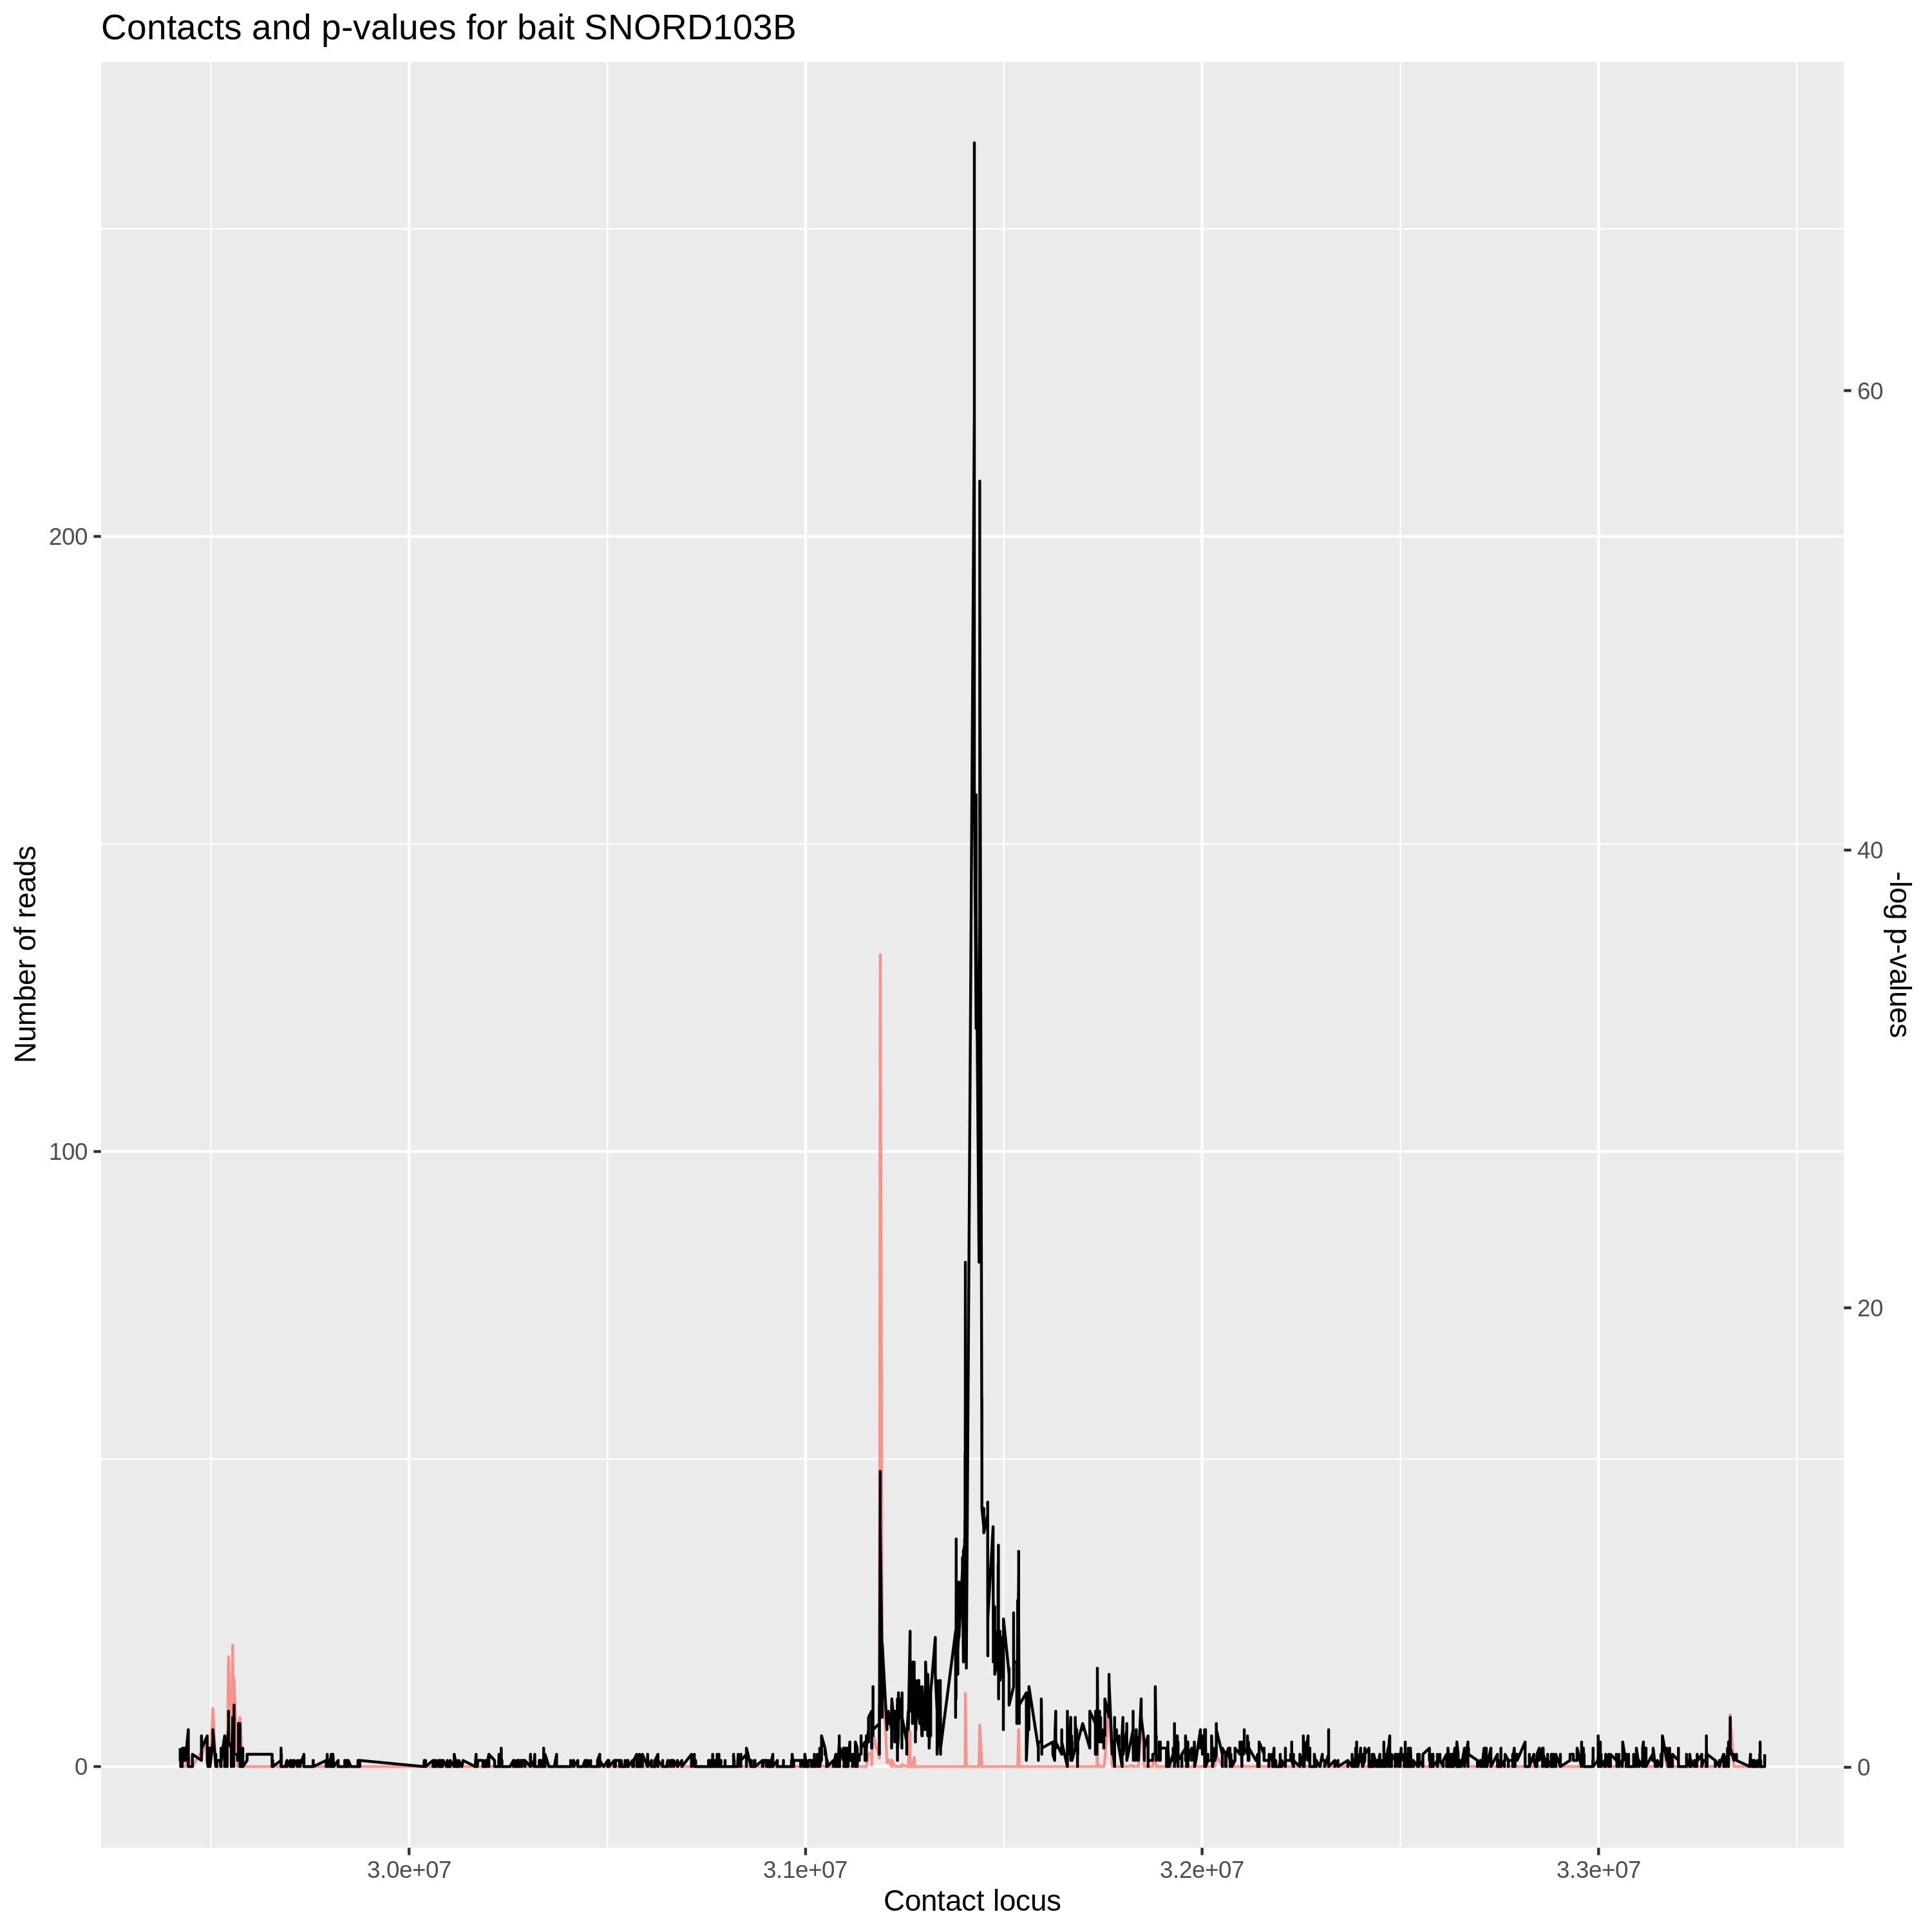 Contacts and p-values for bait SNORD103B
Number of reads
200
100
0
60
40
20
0
-log p-values
3.0e+07
3.1e+07
3.2e+07
3.3e+07
Contact locus